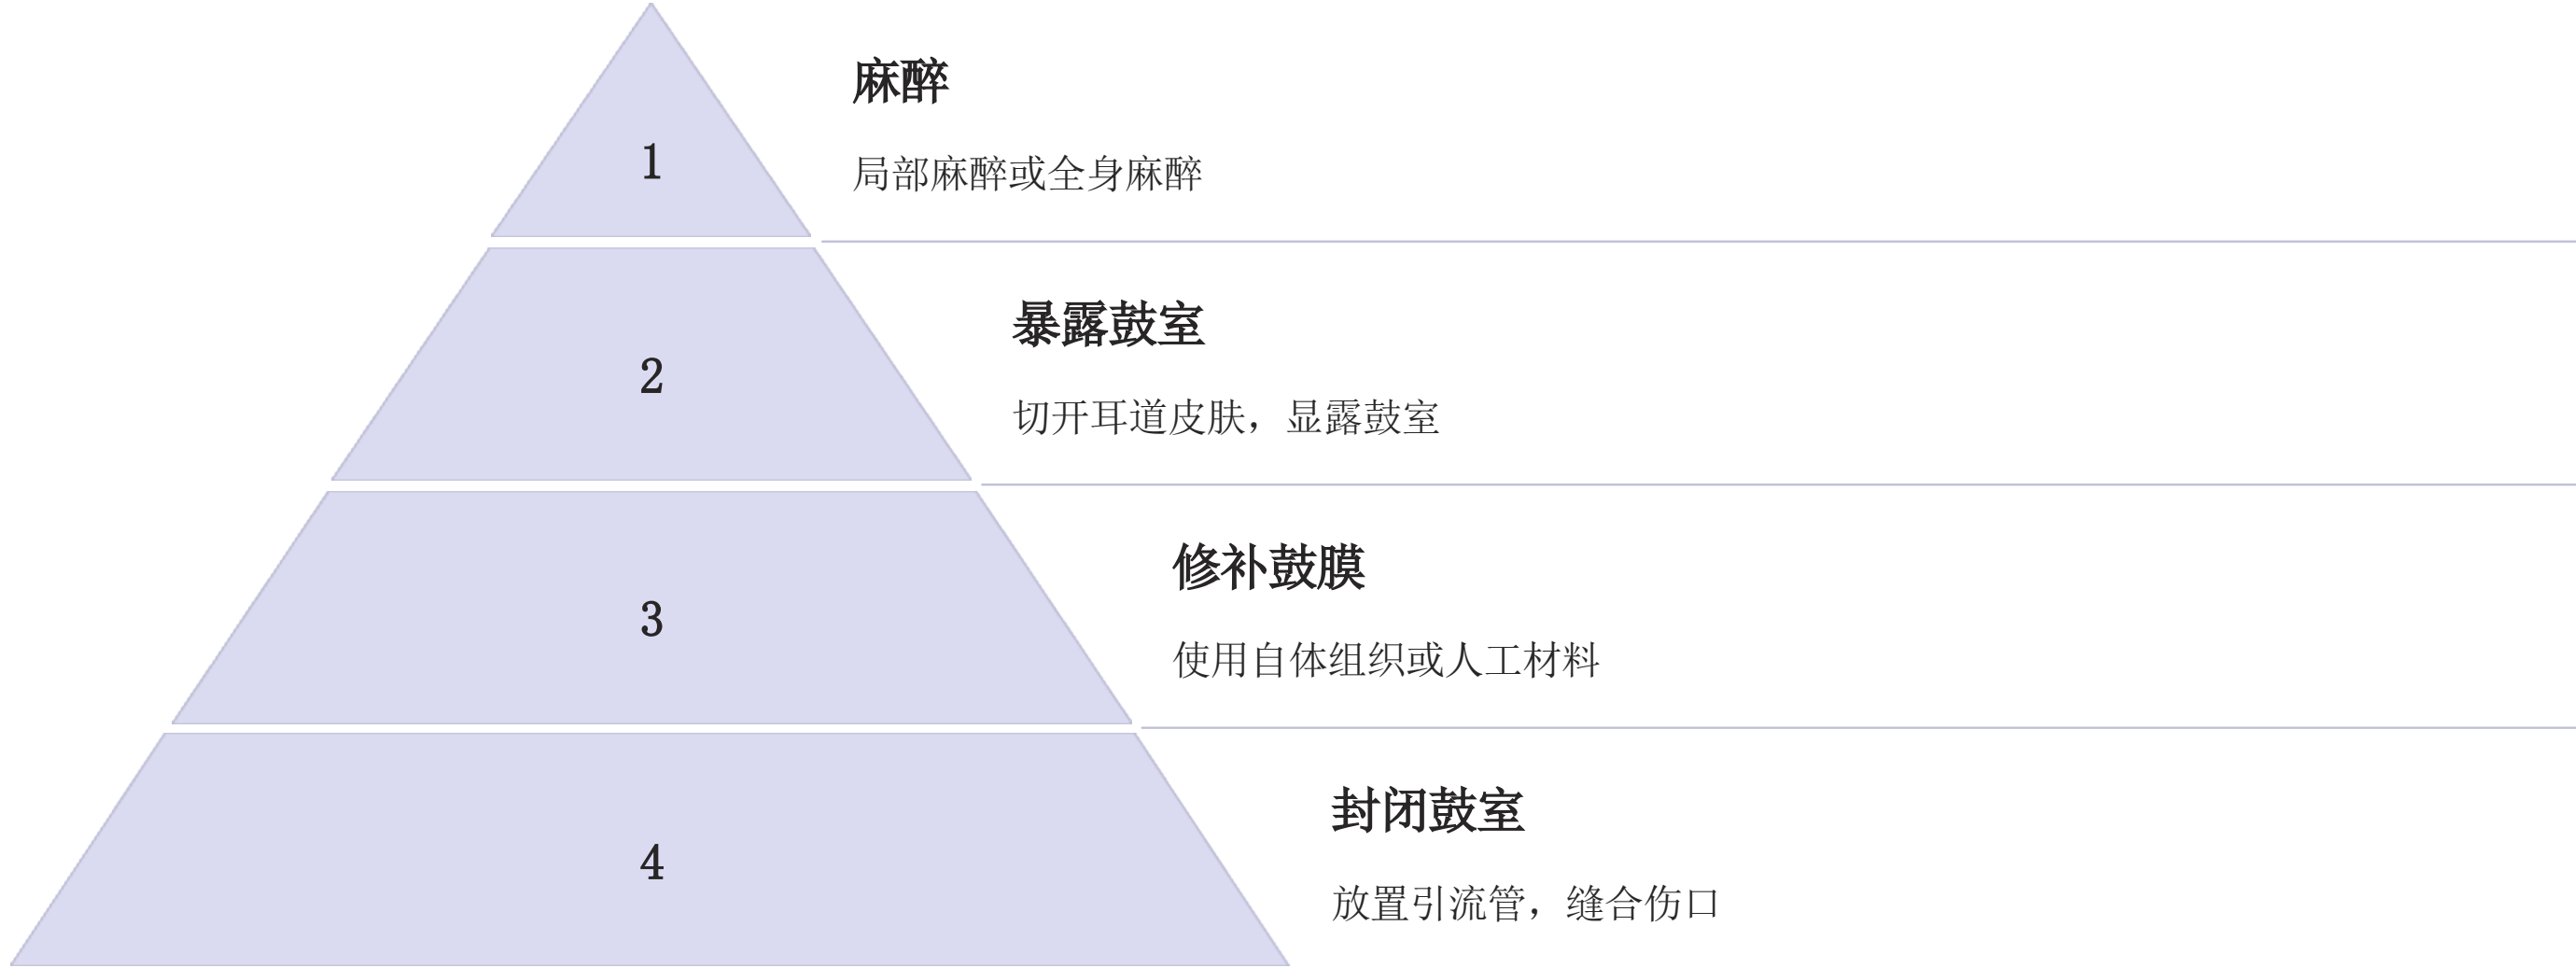 1
麻醉
局部麻醉或全身麻醉
2
暴露鼓室
切开耳道皮肤，显露鼓室
3
修补鼓膜
使用自体组织或人工材料
4
封闭鼓室
放置引流管，缝合伤口